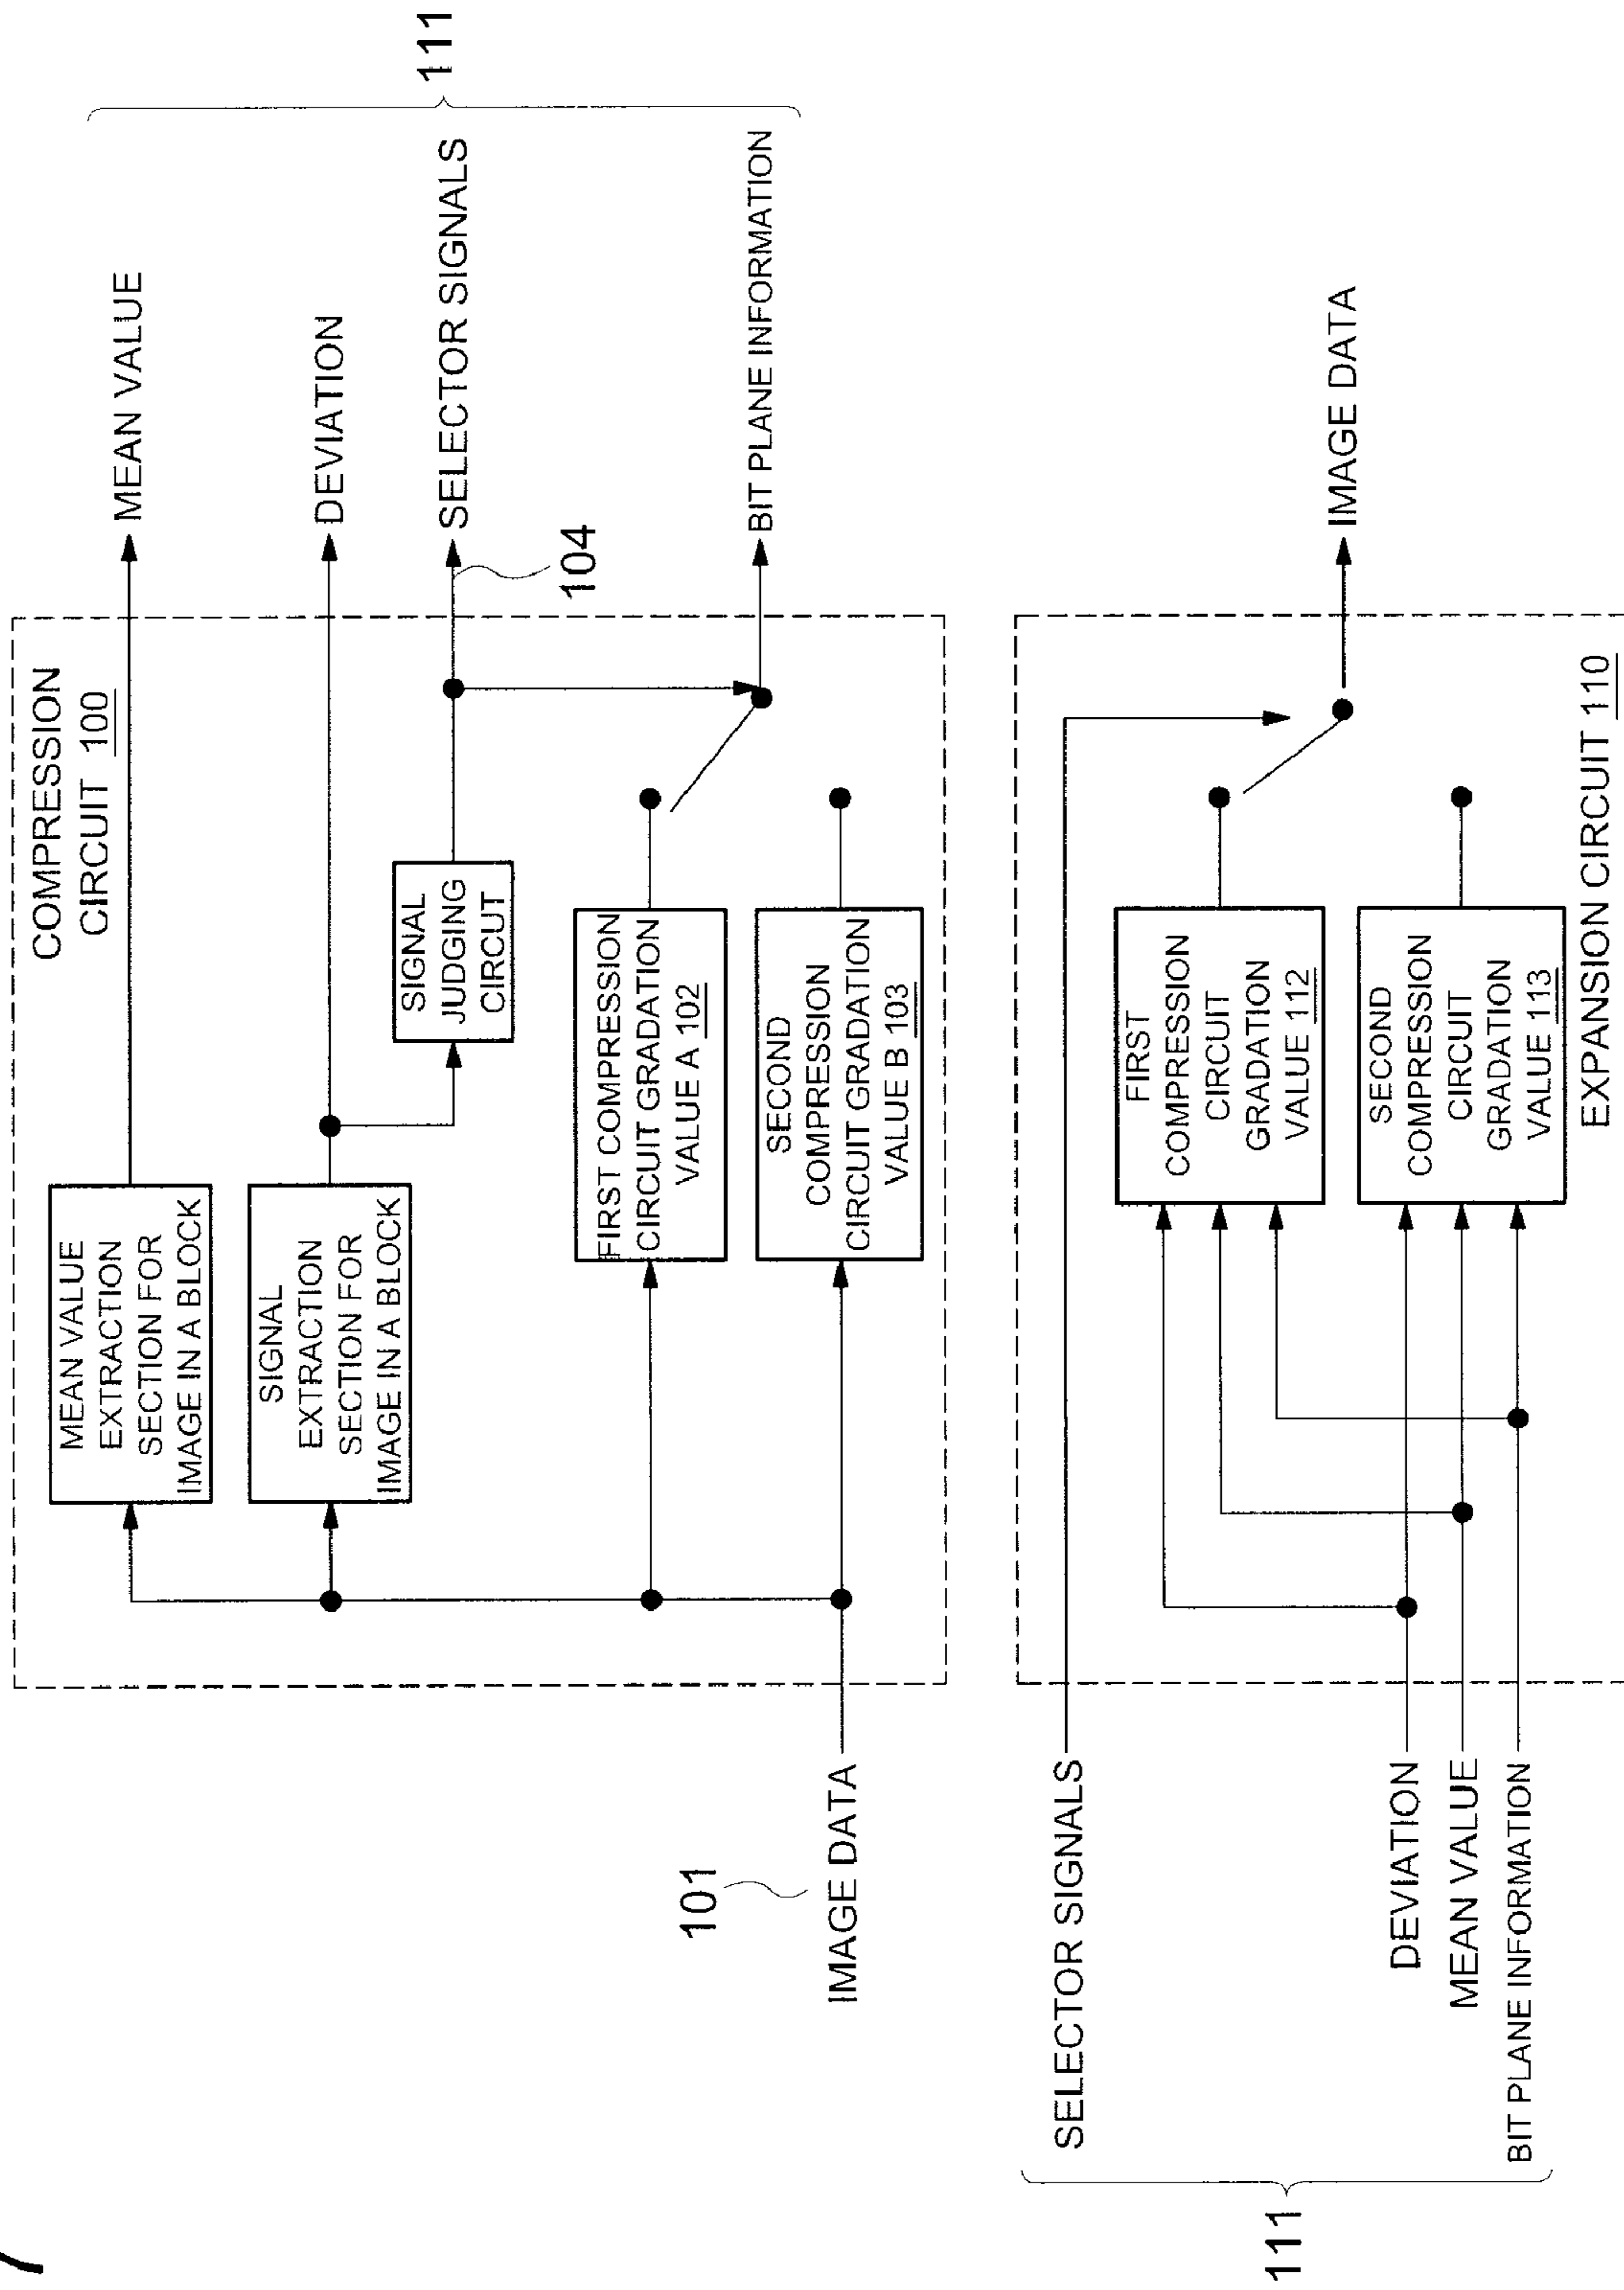 COMPRESSION
CIRCUIT 100
MEAN VALUE
EXTRACTION
SECTION FOR
IMAGE IN A BLOCK
MEAN VALUE
SIGNAL
EXTRACTION
SECTION FOR
IMAGE IN A BLOCK
DEVIATION
SIGNAL
JUDGING
CIRCUT
SELECTOR SIGNALS
104
111
FIRST COMPRESSION
CIRCUIT GRADATION
VALUE A 102
SECOND
COMPRESSION
CIRCUIT GRADATION
VALUE B 103
BIT PLANE INFORMATION
101
IMAGE DATA
SELECTOR SIGNALS
DEVIATION
MEAN VALUE
BIT PLANE INFORMATION
111
FIRST
COMPRESSION
CIRCUIT
GRADATION
VALUE 112
SECOND
COMPRESSION
CIRCUIT
GRADATION
VALUE 113
IMAGE DATA
EXPANSION CIRCUIT 110